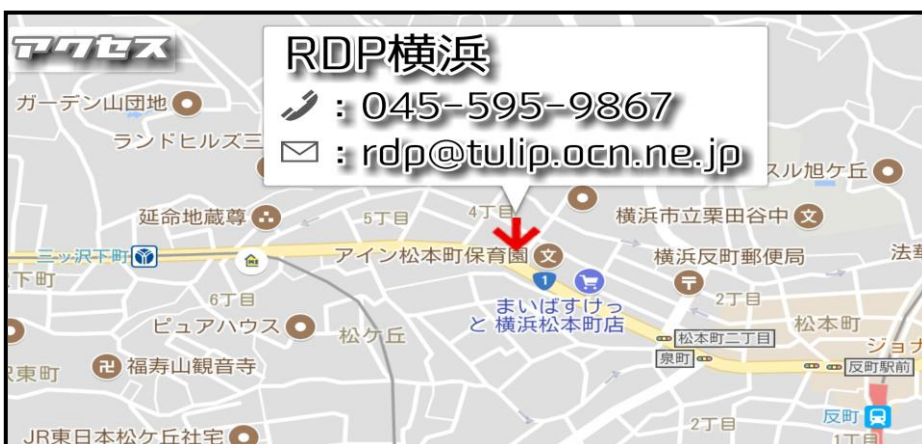 アクセス
RDP横浜
：045-595-9867
：rdp@tulip.ocn.ne.jp
ガーデン山団地
ランドヒルズ三
スル旭ケ丘
延命地蔵尊
5丁目
4丁目
横浜市立栗田谷中
三ッ沢下町
アイン松本町保育園
横浜反町郵便局
法華
下町
1
6丁目
まいばすけっ
と 横浜松本町店
2丁目
ピュアハウス
松ケ丘
松本町二丁目
松本町
泉町
ジョナ
沢東町
福寿山観音寺
反町駅前
反町
2丁目
1丁目
JR東日本松ケ丘社宅